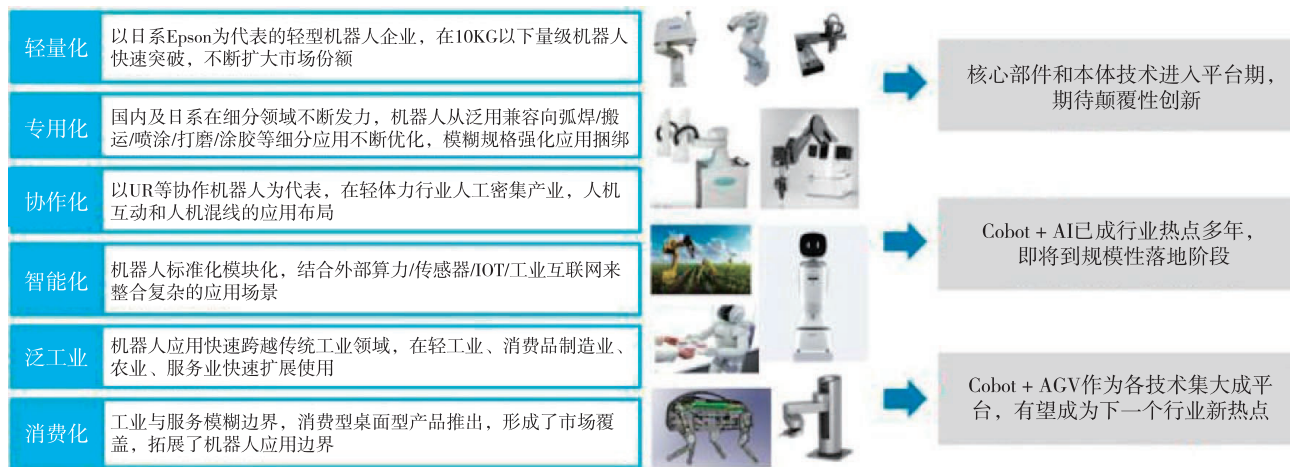 轻量化
以日系Epson为代表的轻型机器人企业，在10KG以下量级机器人
快速突破，不断扩大市场份额
专用化
国内及日系在细分领域不断发力，机器人从泛用兼容向弧焊/搬
运/喷涂/打磨/涂胶等细分应用不断优化，模糊规格强化应用捆绑
协作化
以UR等协作机器人为代表，在轻体力行业人工密集产业，人机
互动和人机混线的应用布局
智能化
机器人标准化模块化，结合外部算力/传感器/IOT/工业互联网来
整合复杂的应用场景
泛工业
机器人应用快速跨越传统工业领域，在轻工业、消费品制造业、
农业、服务业快速扩展使用
消费化
工业与服务模糊边界，消费型桌面型产品推出，形成了市场覆
盖，拓展了机器人应用边界
核心部件和本体技术进入平台期，
期待颠覆性创新
Cobot + AI已成行业热点多年，
即将到规模性落地阶段
Cobot + AGV作为各技术集大成平
台，有望成为下一个行业新热点